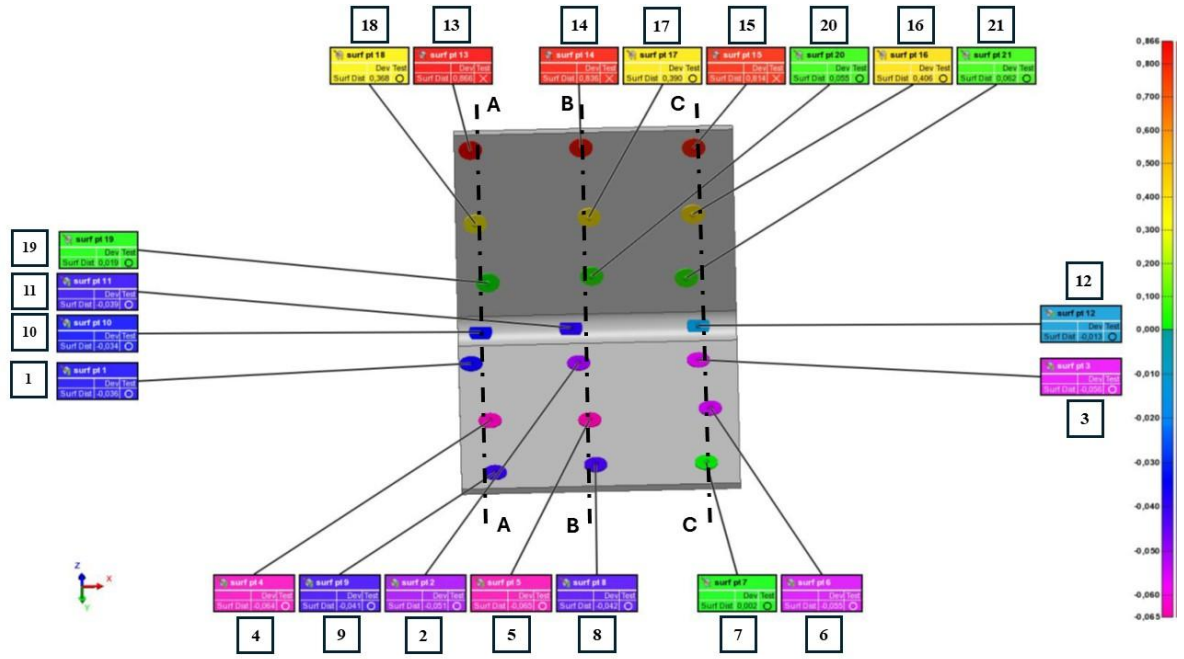 18
13
14
17
15
20
16
21
surf pt 18
Dev Test
Surf Dist 0,368
surf pt 13
Dev Test
Surf Dist 0,866
surf pt 14
Dev Test
Surf Dist 0,836
surf pt 17
Dev Test
Surf Dist 0,390
surf pt 15
Dev Test
Surf Dist 0,814
surf pt 20
Dev Test
Surf Dist 0,055
surf pt 16
Dev Test
Surf Dist 0,406
surf pt 21
Dev Test
Surf Dist 0,062
A
B
C
19
surf pt 19
Dev Test
Surf Dist 0,019
11
surf pt 11
Dev Test
Surf Dist -0,039
10
surf pt 10
Dev Test
Surf Dist -0,034
1
surf pt 1
Dev Test
Surf Dist -0,036
12
surf pt 12
Dev Test
Surf Dist -0,013
surf pt 3
Dev Test
Surf Dist -0,056
3
A
B
C
Z
X
Y
surf pt 4
Dev Test
Surf Dist -0,064
surf pt 9
Dev Test
Surf Dist -0,041
surf pt 2
Dev Test
Surf Dist -0,051
surf pt 5
Dev Test
Surf Dist -0,065
surf pt 8
Dev Test
Surf Dist -0,042
surf pt 7
Dev Test
Surf Dist 0,002
surf pt 6
Dev Test
Surf Dist -0,055
4
9
2
5
8
7
6
0,866
0,800
0,700
0,600
0,500
0,400
0,300
0,200
0,100
0,000
-0,010
-0,020
-0,030
-0,040
-0,050
-0,060
-0,065